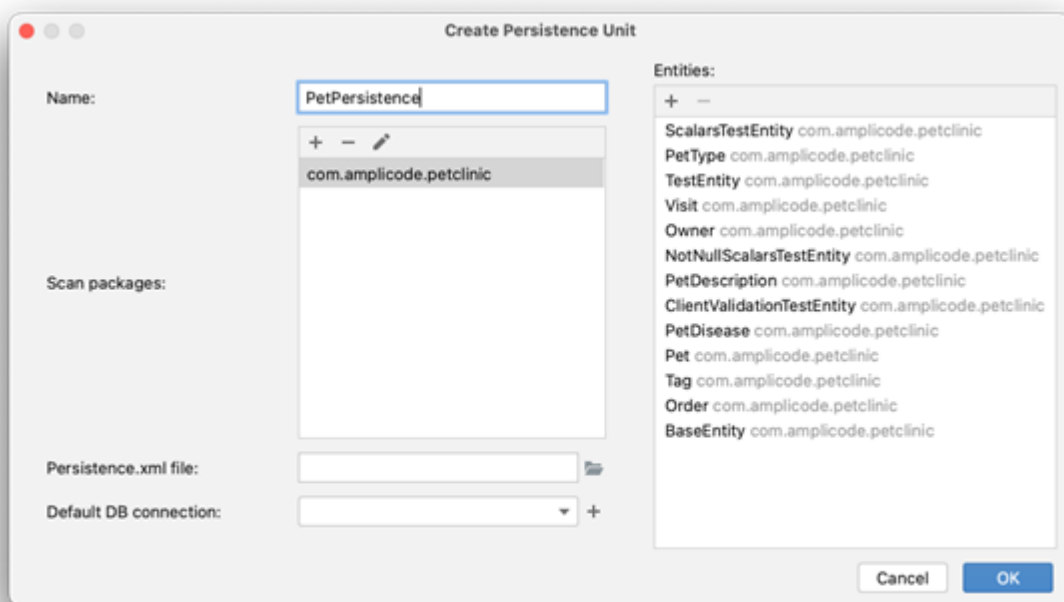 Create Persistence Unit
Name:
PetPersistence
Scan packages:
com.amplicode.petclinic
Persistence.xml file:
Default DB connection:
Entities:
ScalarsTestEntity com.amplicode.petclinic
PetType com.amplicode.petclinic
TestEntity com.amplicode.petclinic
Visit com.amplicode.petclinic
Owner com.amplicode.petclinic
NotNullScalarsTestEntity com.amplicode.petclinic
PetDescription com.amplicode.petclinic
ClientValidationTestEntity com.amplicode.petclinic
PetDisease com.amplicode.petclinic
Pet com.amplicode.petclinic
Tag com.amplicode.petclinic
Order com.amplicode.petclinic
BaseEntity com.amplicode.petclinic
Cancel
OK